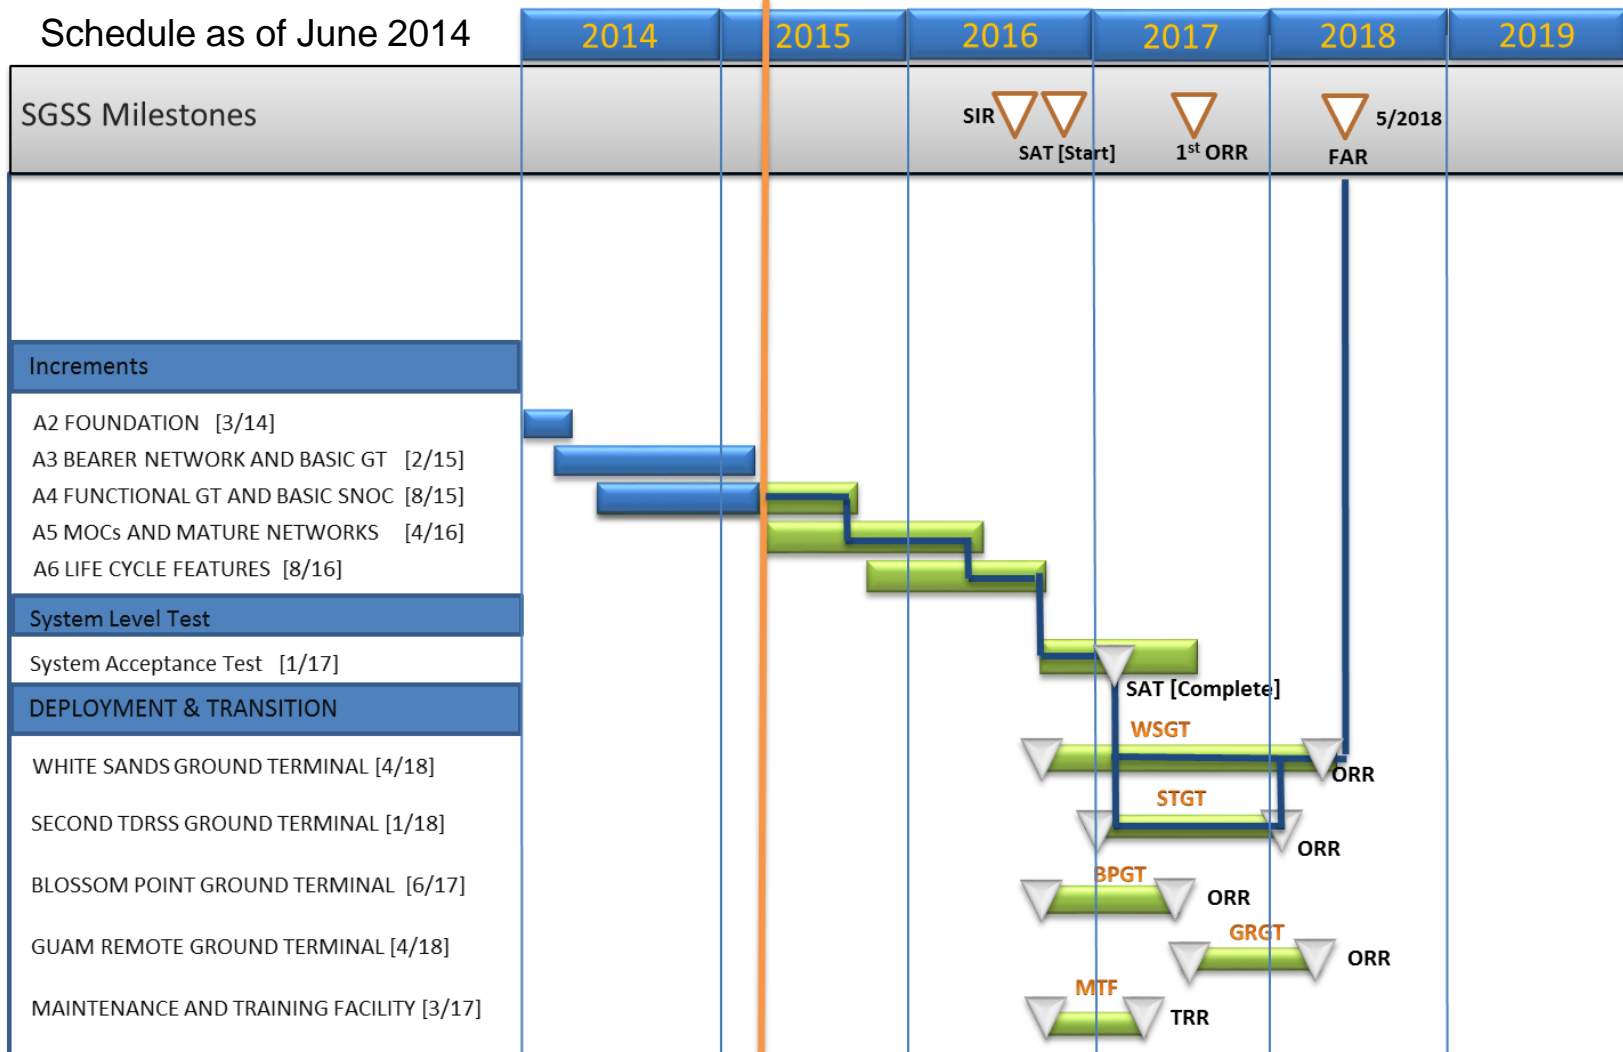 Schedule as of June 2014
2014 2015 2016 2017 2018 2019
SGSS Milestones
SIR
SAT [Start]
1st ORR
5/2018
FAR
Increments
A2 FOUNDATION [3/14]
A3 BEARER NETWORK AND BASIC GT [2/15]
A4 FUNCTIONAL GT AND BASIC SNOC [8/15]
A5 MOCs AND MATURE NETWORKS [4/16]
A6 LIFE CYCLE FEATURES [8/16]
System Level Test
System Acceptance Test [1/17]
SAT [Complete]
DEPLOYMENT & TRANSITION
WSGT
WHITE SANDS GROUND TERMINAL [4/18]
ORR
STGT
SECOND TDRSS GROUND TERMINAL [1/18]
ORR
BPGT
BLOSSOM POINT GROUND TERMINAL [6/17]
ORR
GRGT
GUAM REMOTE GROUND TERMINAL [4/18]
ORR
MTF
MAINTENANCE AND TRAINING FACILITY [3/17]
TRR